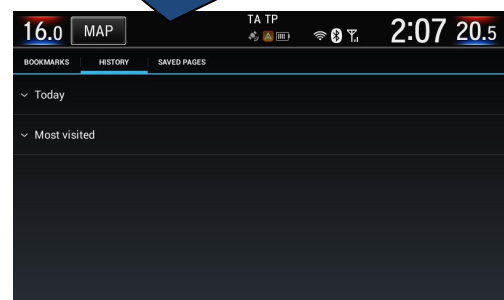 16.0 MAP TA TP 2:07 20.5
BOOKMARKS HISTORY SAVED PAGES
Today
Most visited